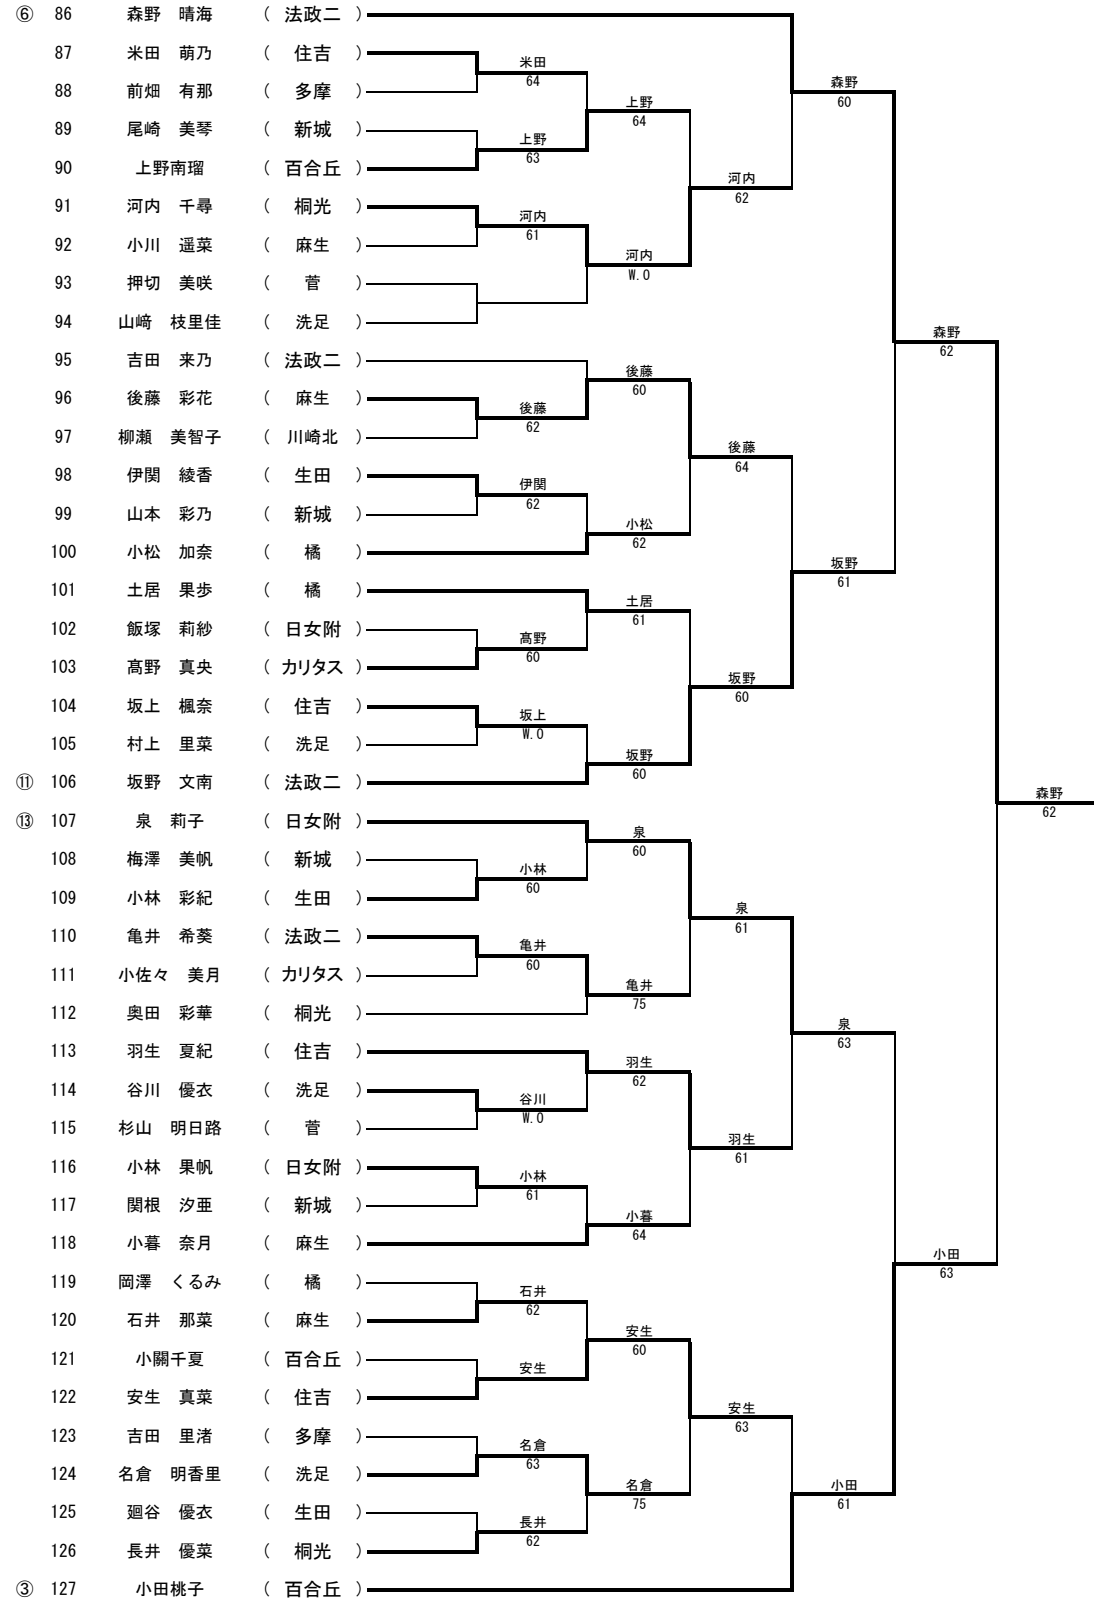 ⑥ 86 森野　晴海 （ 法政二 ）
87 米田　萌乃 （ 住吉 ）
米田
64
88 前畑　有那 （ 多摩 ）
森野
60
上野
64
89 尾崎　美琴 （ 新城 ）
上野
63
90 上野南瑠 （ 百合丘 ）
河内
62
91 河内　千尋 （ 桐光 ）
河内
61
92 小川　遥菜 （ 麻生 ）
河内
W.O
93 押切　美咲 （ 菅 ）
94 山﨑　枝里佳 （ 洗足 ）
森野
62
95 吉田　来乃 （ 法政二 ）
後藤
60
96 後藤　彩花 （ 麻生 ）
後藤
62
97 柳瀬　美智子 （ 川崎北 ）
後藤
64
98 伊関　綾香 （ 生田 ）
伊関
62
99 山本　彩乃 （ 新城 ）
小松
62
100 小松　加奈 （ 橘 ）
坂野
61
101 土居　果歩 （ 橘 ）
土居
61
102 飯塚　莉紗 （ 日女附 ）
髙野
60
103 髙野　真央 （ カリタス ）
坂野
60
104 坂上　楓奈 （ 住吉 ）
坂上
W.O
105 村上　里菜 （ 洗足 ）
坂野
60
⑪ 106 坂野　文南 （ 法政二 ）
森野
62
⑬ 107 泉　莉子 （ 日女附 ）
泉
60
108 梅澤　美帆 （ 新城 ）
小林
60
109 小林　彩紀 （ 生田 ）
泉
61
110 亀井　希葵 （ 法政二 ）
亀井
60
111 小佐々　美月 （ カリタス ）
亀井
75
112 奥田　彩華 （ 桐光 ）
泉
63
113 羽生　夏紀 （ 住吉 ）
羽生
62
114 谷川　優衣 （ 洗足 ）
谷川
W.O
115 杉山　明日路 （ 菅 ）
羽生
61
116 小林　果帆 （ 日女附 ）
小林
61
117 関根　汐亜 （ 新城 ）
小暮
64
118 小暮　奈月 （ 麻生 ）
小田
63
119 岡澤　くるみ （ 橘 ）
石井
62
120 石井　那菜 （ 麻生 ）
安生
60
121 小關千夏 （ 百合丘 ）
安生
122 安生　真菜 （ 住吉 ）
安生
63
123 吉田　里渚 （ 多摩 ）
名倉
63
124 名倉　明香里 （ 洗足 ）
名倉
75
小田
61
125 廻谷　優衣 （ 生田 ）
長井
62
126 長井　優菜 （ 桐光 ）
③ 127 小田桃子 （ 百合丘 ）